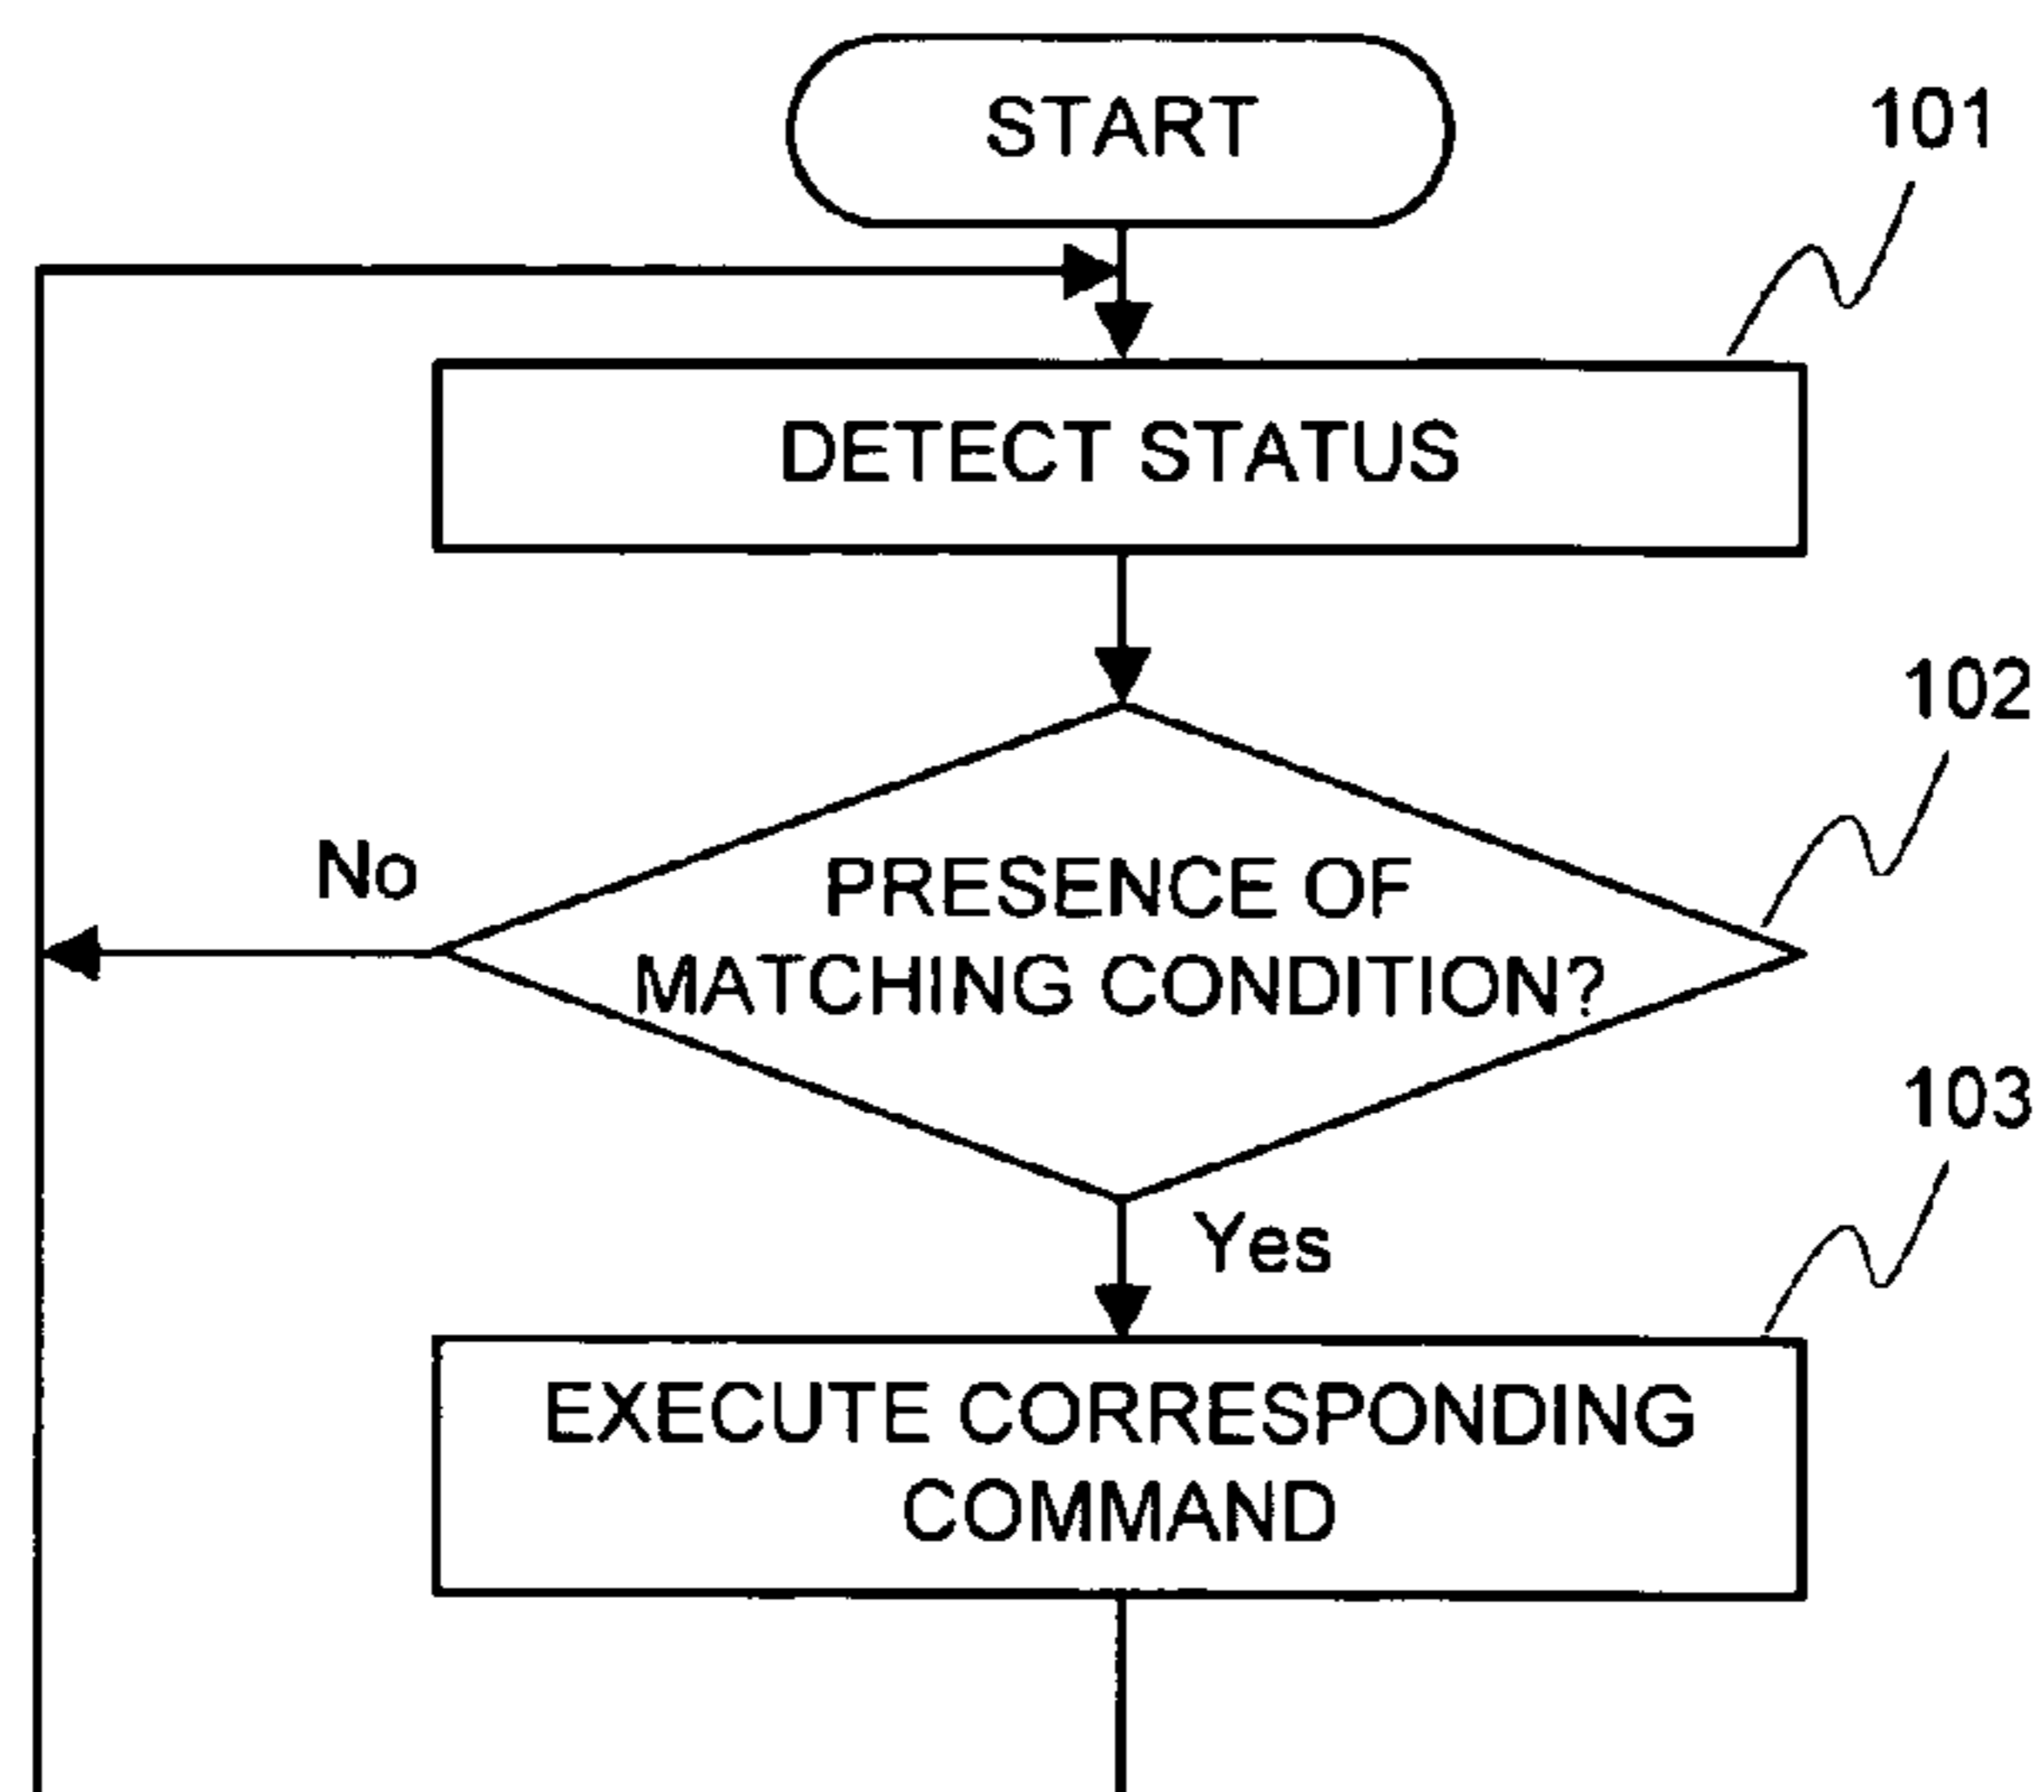 START
101
DETECT STATUS
102
No
PRESENCE OF
MATCHING CONDITION?
103
Yes
EXECUTE CORRESPONDING
COMMAND